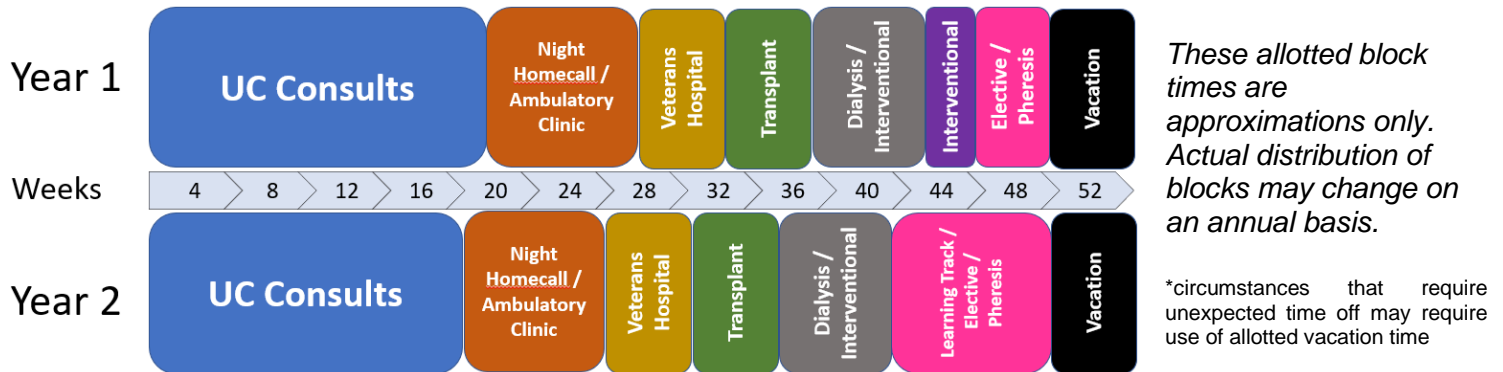 Year 1
UC Consults
Night
Homecall /
Ambulatory
Clinic
Veterans
Hospital
Transplant
Dialysis /
Interventional
Interventional
Elective /
Pheresis
Vacation
Weeks
4 8 12 16 20 24 28 32 36 40 44 48 52
Year 2
UC Consults
Night
Homecall /
Ambulatory
Clinic
Veterans
Hospital
Transplant
Dialysis /
Interventional
Learning Track /
Elective /
Pheresis
Vacation
These allotted block
times are
approximations only.
Actual distribution of
blocks may change on
an annual basis.
*circumstances that require
unexpected time off may require
use of allotted vacation time